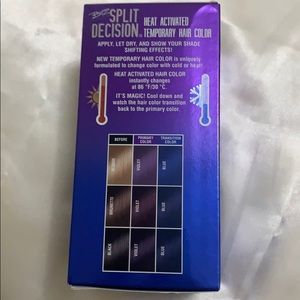 SPLIT
DECISION
HEAT ACTIVATED
TEMPORARY HAIR COLOR
APPLY, LET DRY, AND SHOW YOUR SHADE
SHIFTING EFFECTS!
NEW TEMPORARY HAIR COLOR is uniquely
formulated to change color with cold or heat!
HEAT ACTIVATED HAIR COLOR
instantly changes
at 86 °F/30 °C.
IT'S MAGIC! Cool down and
watch the hair color transition
back to the primary color.
BEFORE PRIMARY COLOR TRANSITION COLOR
VIOLET BLUE
BRUNETTE VIOLET BLUE
BLACK VIOLET BLUE